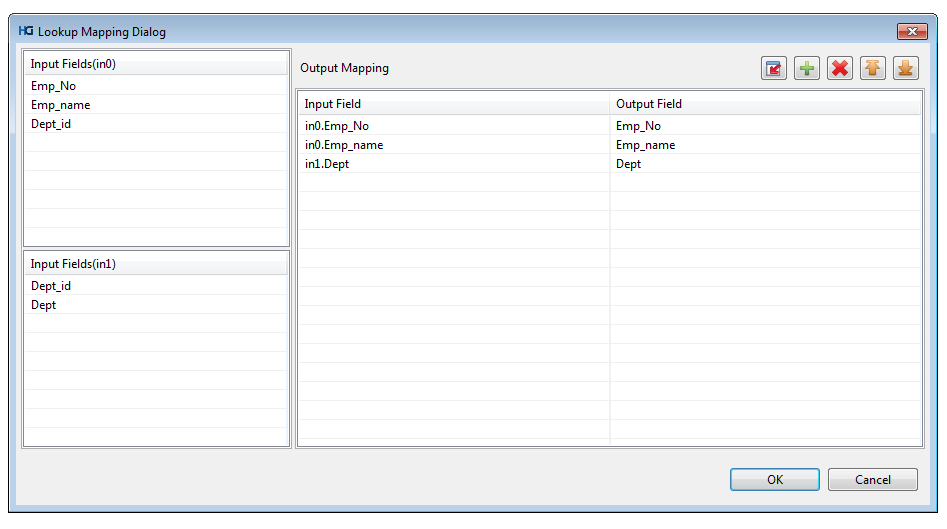 HG Lookup Mapping Dialog
Input Fields(in0)
Emp_No
Emp_name
Dept_id
Input Fields(in1)
Dept_id
Dept
Output Mapping
Input Field Output Field
in0.Emp_No Emp_No
in0.Emp_name Emp_name
in1.Dept Dept
OK Cancel